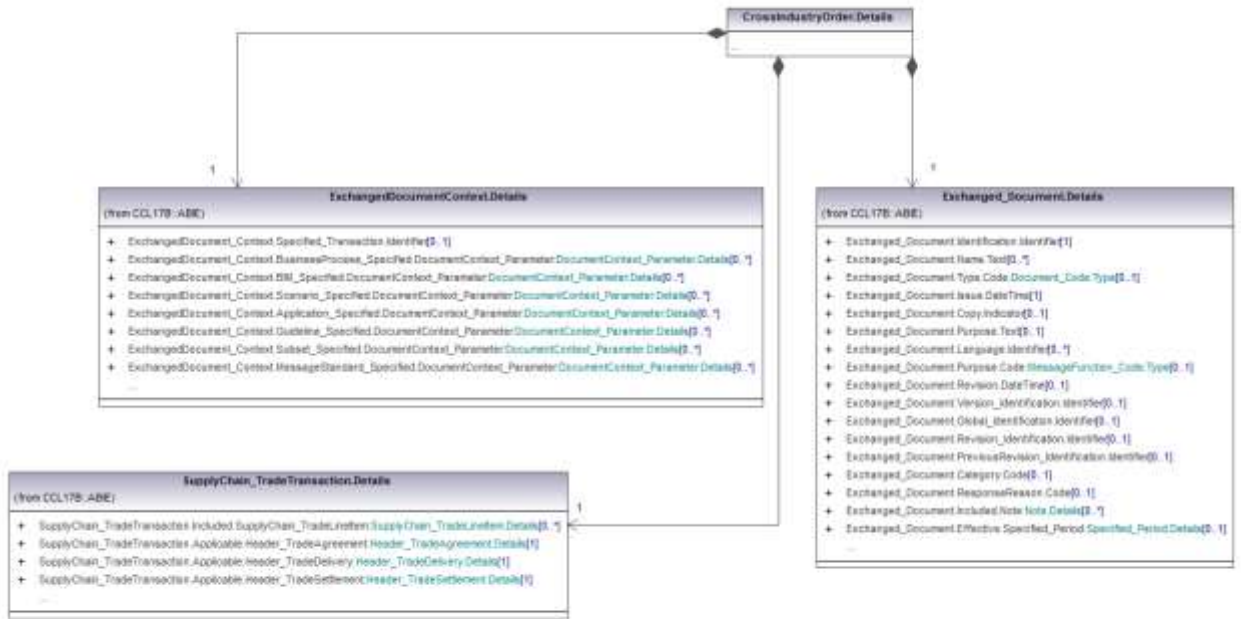 CrossIndustryOrder.Details
...
1
1
ExchangedDocumentContext.Details
(from CCL17B::ABIE)
+ ExchangedDocument_Context.Specified_Transaction.Identifier[0..1]
+ ExchangedDocument_Context.BusinessProcess_Specified.DocumentContext_Parameter:DocumentContext_Parameter.Details[0..*]
+ ExchangedDocument_Context.BIM_Specified.DocumentContext_Parameter:DocumentContext_Parameter.Details[0..*]
+ ExchangedDocument_Context.Scenario_Specified.DocumentContext_Parameter:DocumentContext_Parameter.Details[0..*]
+ ExchangedDocument_Context.Application_Specified.DocumentContext_Parameter:DocumentContext_Parameter.Details[0..*]
+ ExchangedDocument_Context.Guideline_Specified.DocumentContext_Parameter:DocumentContext_Parameter.Details[0..*]
+ ExchangedDocument_Context.Subset_Specified.DocumentContext_Parameter:DocumentContext_Parameter.Details[0..*]
+ ExchangedDocument_Context.MessageStandard_Specified.DocumentContext_Parameter:DocumentContext_Parameter.Details[0..*]
...
Exchanged_Document.Details
(from CCL17B::ABIE)
+ Exchanged_Document.Identification.Identifier[1]
+ Exchanged_Document.Name.Text[0..*]
+ Exchanged_Document.Type.Code:Document_Code.Type[0..1]
+ Exchanged_Document.Issue.DateTime[1]
+ Exchanged_Document.Copy.Indicator[0..1]
+ Exchanged_Document.Purpose.Text[0..1]
+ Exchanged_Document.Language.Identifier[0..*]
+ Exchanged_Document.Purpose.Code:MessageFunction_Code.Type[0..1]
+ Exchanged_Document.Revision.DateTime[0..1]
+ Exchanged_Document.Version_Identification.Identifier[0..1]
+ Exchanged_Document.Global_Identification.Identifier[0..1]
+ Exchanged_Document.Revision_Identification.Identifier[0..1]
+ Exchanged_Document.PreviousRevision_Identification.Identifier[0..1]
+ Exchanged_Document.Category.Code[0..1]
+ Exchanged_Document.ResponseReason.Code[0..1]
+ Exchanged_Document.Included.Note:Note.Details[0..*]
+ Exchanged_Document.Effective.Specified_Period:Specified_Period.Details[0..1]
...
SupplyChain_TradeTransaction.Details
(from CCL17B::ABIE)
1
+ SupplyChain_TradeTransaction.Included.SupplyChain_TradeLineItem:SupplyChain_TradeLineItem.Details[0..*]
+ SupplyChain_TradeTransaction.Applicable.Header_TradeAgreement:Header_TradeAgreement.Details[1]
+ SupplyChain_TradeTransaction.Applicable.Header_TradeDelivery:Header_TradeDelivery.Details[1]
+ SupplyChain_TradeTransaction.Applicable.Header_TradeSettlement:Header_TradeSettlement.Details[1]
...